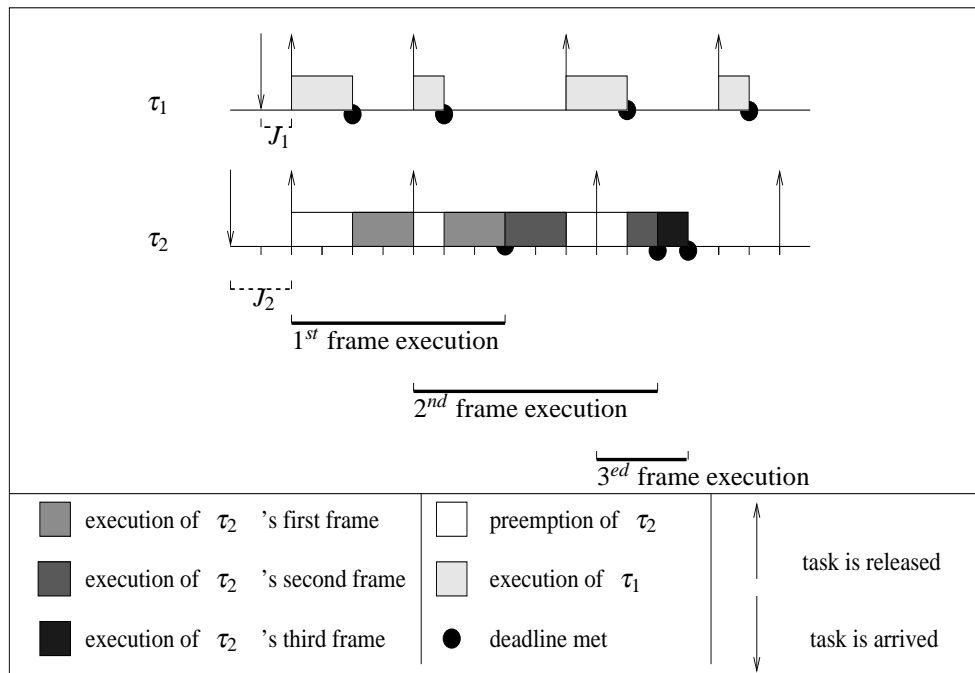 τ1
J1
τ2
J2
1st frame execution
2nd frame execution
3ed frame execution
execution of τ2 's first frame
execution of τ2 's second frame
execution of τ2 's third frame
preemption of τ2
execution of τ1
deadline met
task is released
task is arrived